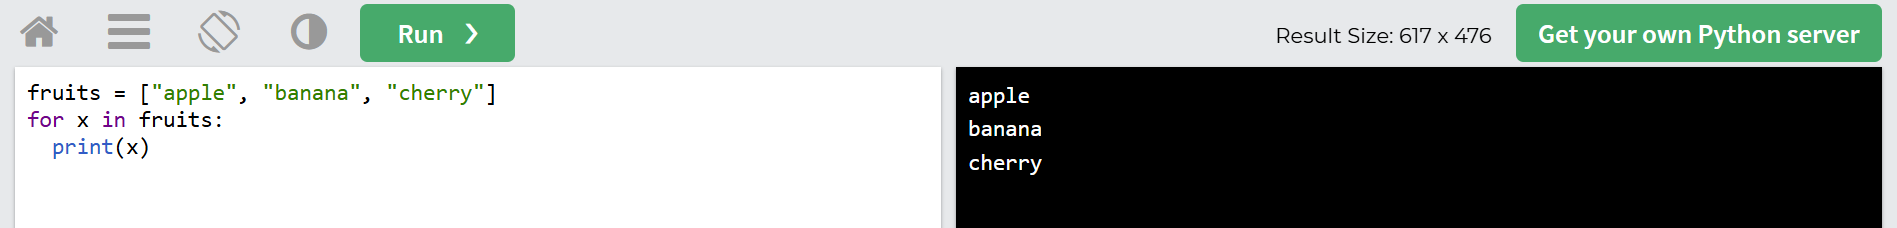 Run ❯
Result Size: 617 x 476
Get your own Python server
fruits = ["apple", "banana", "cherry"]
for x in fruits:
  print(x)
apple
banana
cherry